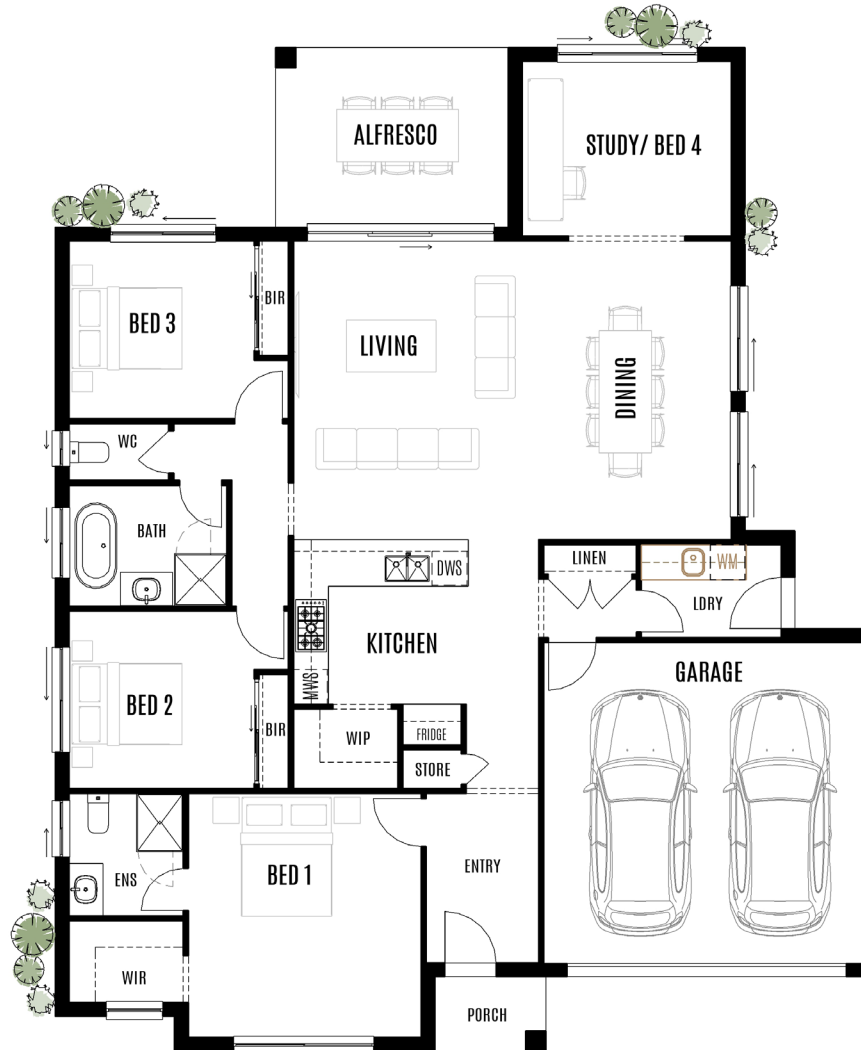 ALFRESCO
STUDY/ BED 4
BED 3
BIR
LIVING
DINING
WC
BATH
LINEN
WM
DWS
LDRY
KITCHEN
GARAGE
MWS
BED 2
BIR
WIP
FRIDGE
STORE
ENS
BED 1
ENTRY
WIR
PORCH